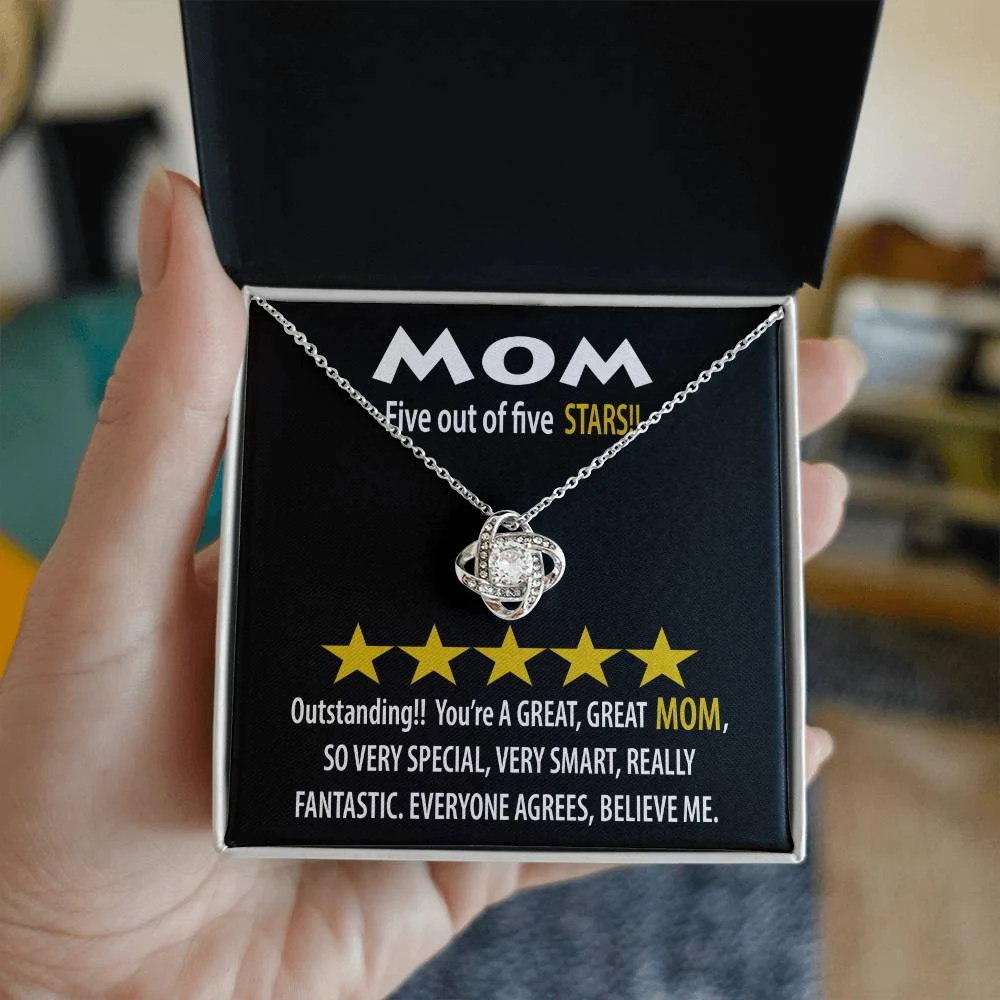 MOM
Five out of five STARS!!
Outstanding!! You're A GREAT, GREAT MOM,
SO VERY SPECIAL, VERY SMART, REALLY
FANTASTIC. EVERYONE AGREES, BELIEVE ME.